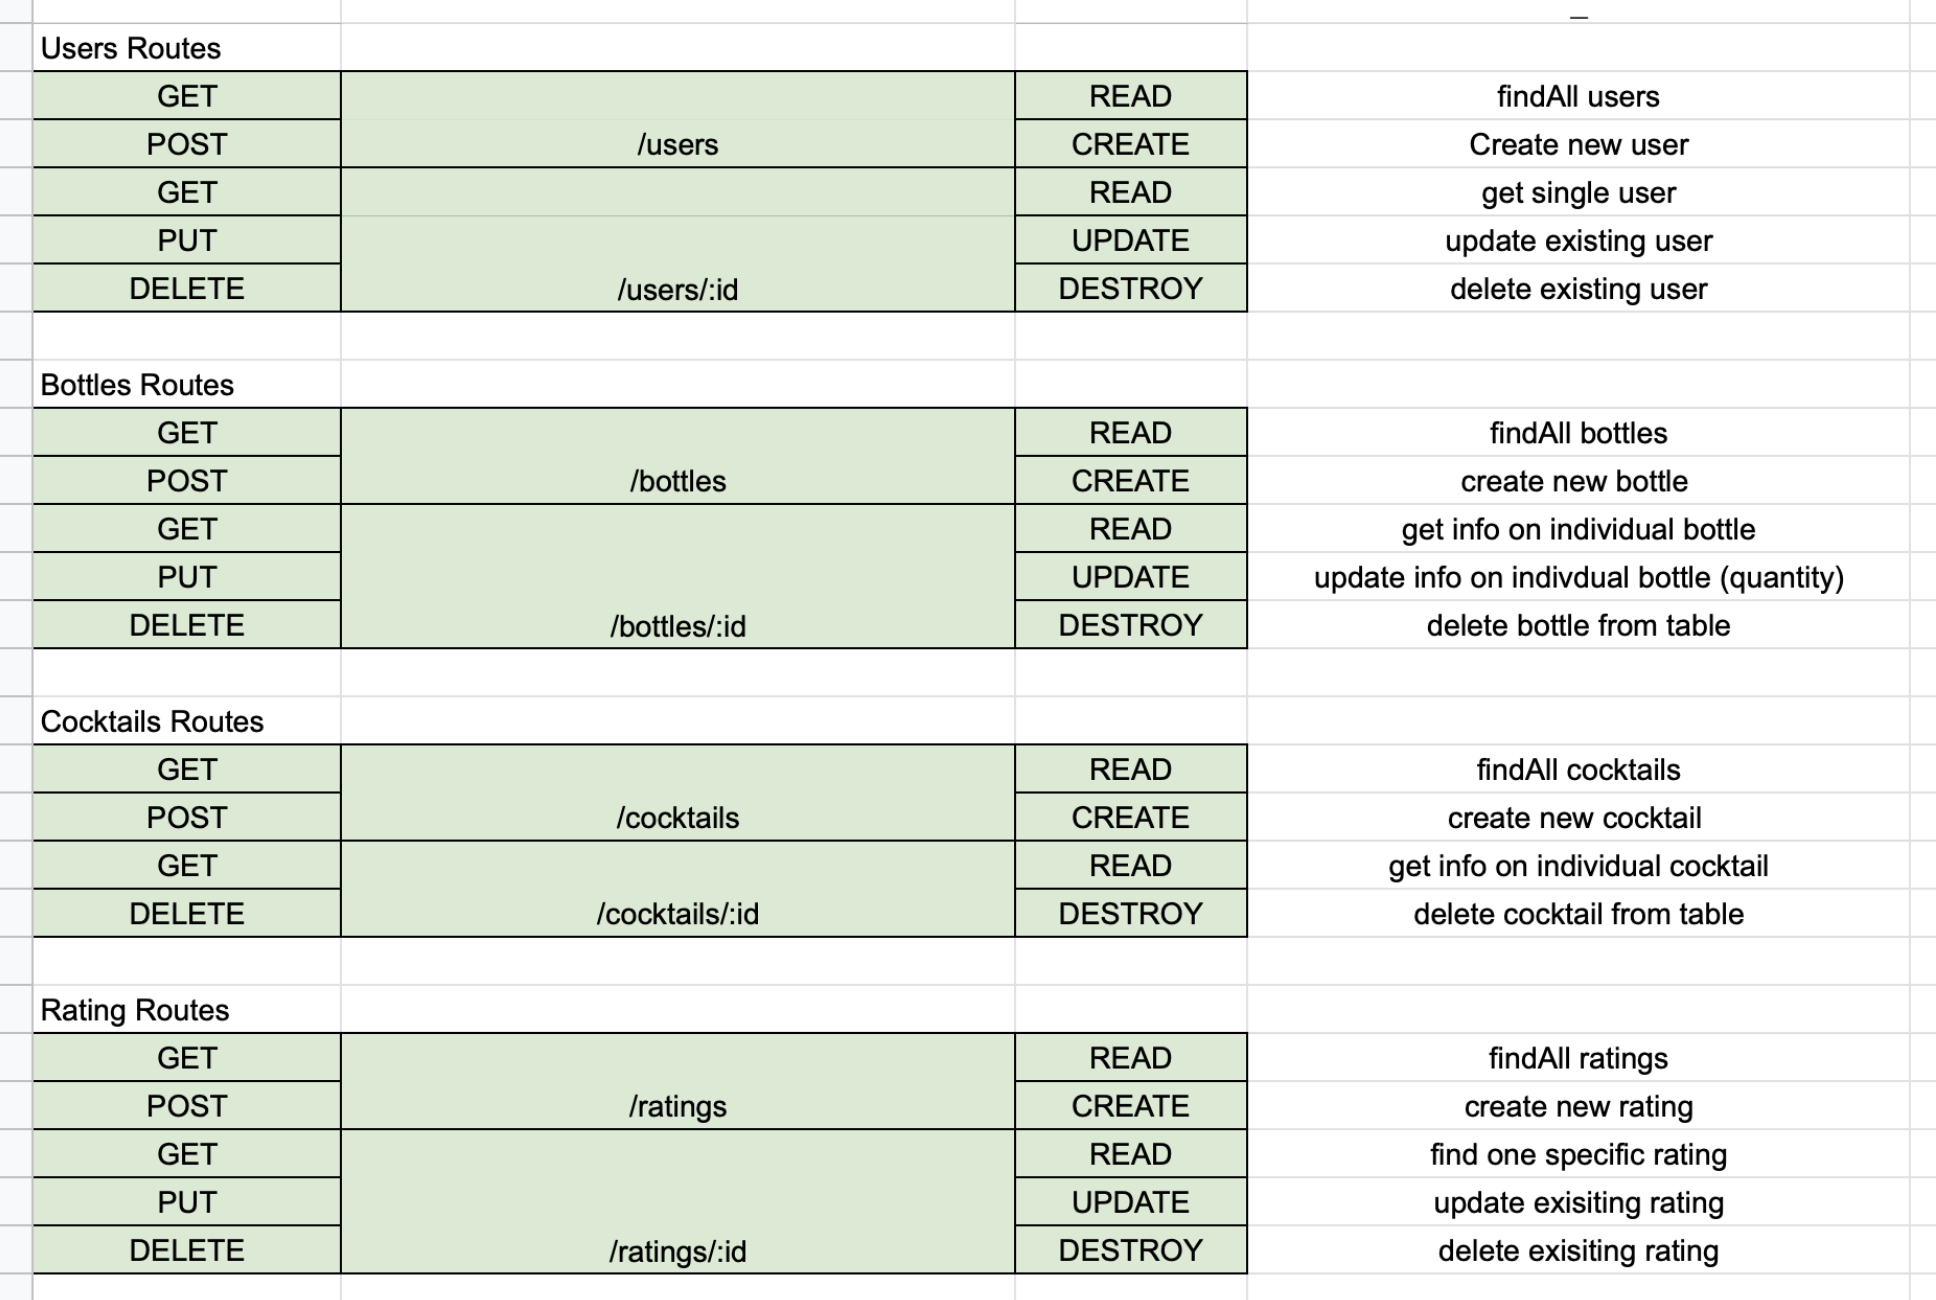 Users Routes
GET READ findAll users
POST /users CREATE Create new user
GET READ get single user
PUT UPDATE update existing user
DELETE /users/:id DESTROY delete existing user
Bottles Routes
GET READ findAll bottles
POST /bottles CREATE create new bottle
GET READ get info on individual bottle
PUT UPDATE update info on indivdual bottle (quantity)
DELETE /bottles/:id DESTROY delete bottle from table
Cocktails Routes
GET READ findAll cocktails
POST /cocktails CREATE create new cocktail
GET READ get info on individual cocktail
DELETE /cocktails/:id DESTROY delete cocktail from table
Rating Routes
GET READ findAll ratings
POST /ratings CREATE create new rating
GET READ find one specific rating
PUT UPDATE update exisiting rating
DELETE /ratings/:id DESTROY delete exisiting rating